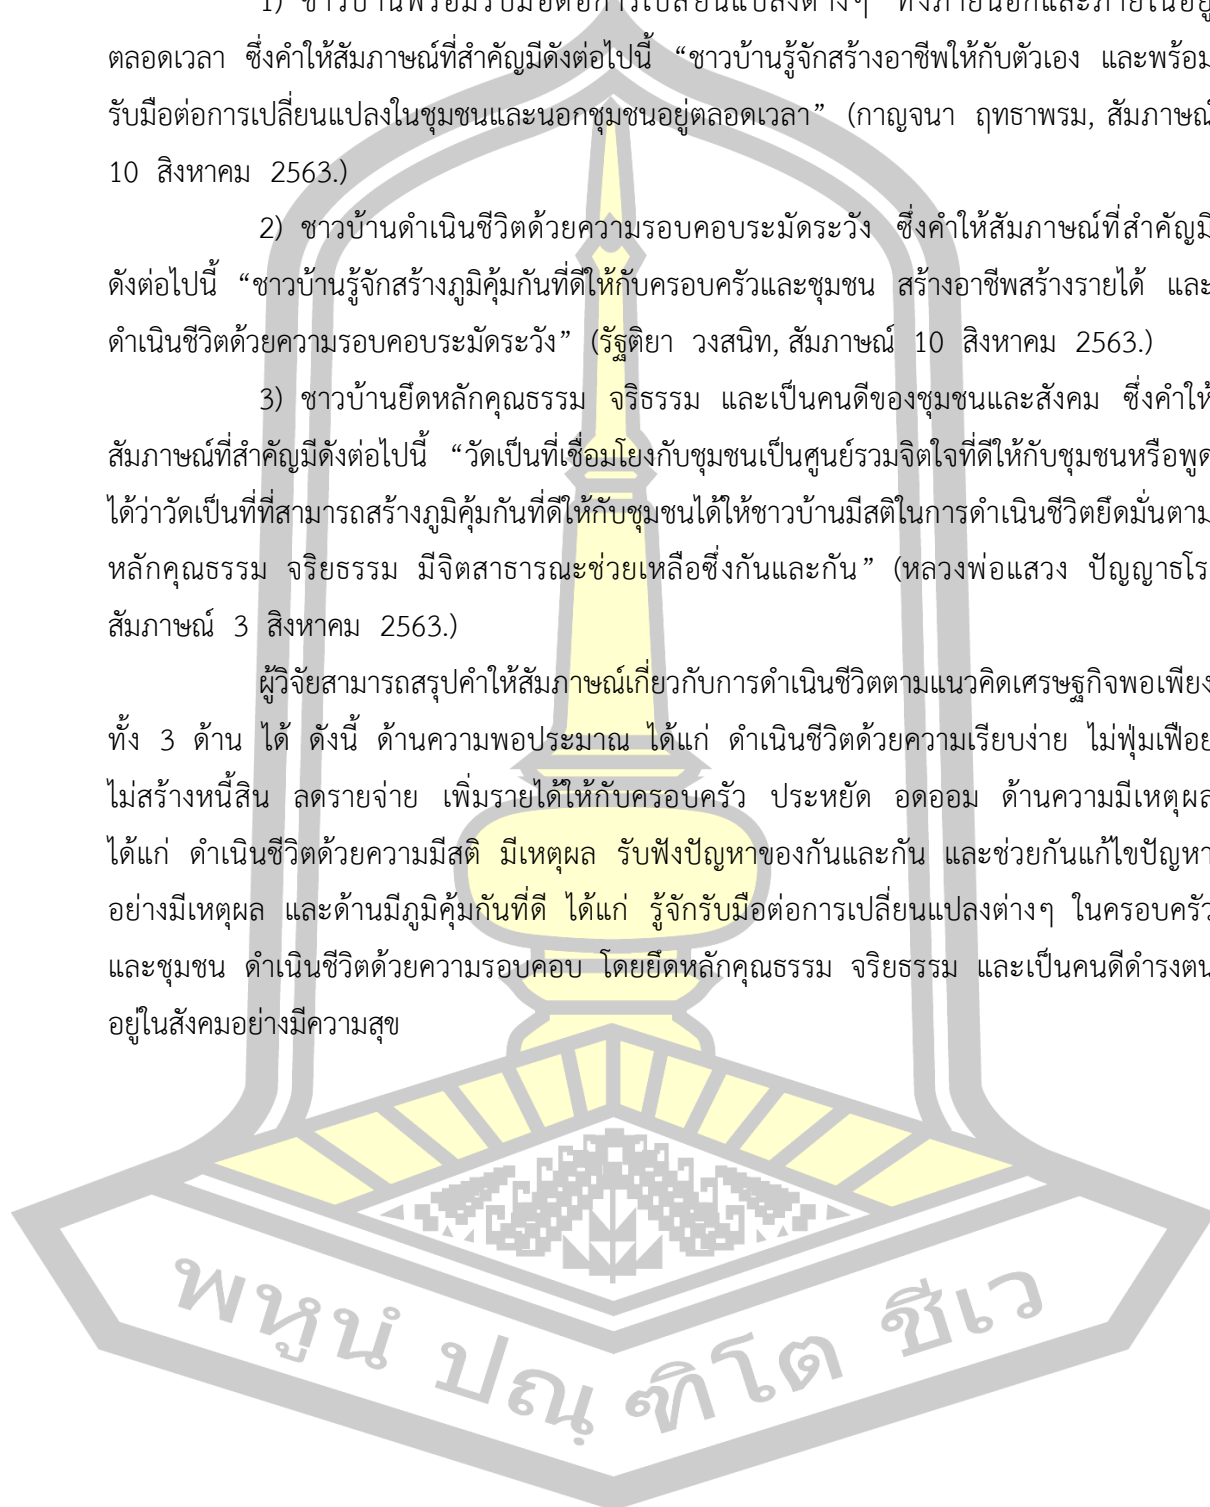 1) ชาวบ้านพร้อมรับมือต่อการเปลี่ยนแปลงต่างๆ ทั้งภายนอกและภายในอยู่
ตลอดเวลา ซึ่งคำให้สัมภาษณ์ที่สำคัญมีดังต่อไปนี้ “ชาวบ้านรู้จักสร้างอาชีพให้กับตัวเอง และพร้อม
รับมือต่อการเปลี่ยนแปลงในชุมชนและนอกชุมชนอยู่ตลอดเวลา” (กาญจนา ฤทธาพรม, สัมภาษณ์
10 สิงหาคม 2563.)
2) ชาวบ้านดำเนินชีวิตด้วยความรอบคอบระมัดระวัง ซึ่งคำให้สัมภาษณ์ที่สำคัญมี
ดังต่อไปนี้ “ชาวบ้านรู้จักสร้างภูมิคุ้มกันที่ดีให้กับครอบครัวและชุมชน สร้างอาชีพสร้างรายได้ และ
ดำเนินชีวิตด้วยความรอบคอบระมัดระวัง” (รัฐติยา วงสนิท, สัมภาษณ์ 10 สิงหาคม 2563.)
3) ชาวบ้านยึดหลักคุณธรรม จริธรรม และเป็นคนดีของชุมชนและสังคม ซึ่งคำให้
สัมภาษณ์ที่สำคัญมีดังต่อไปนี้ “วัดเป็นที่เชื่อมโยงกับชุมชนเป็นศูนย์รวมจิตใจที่ดีให้กับชุมชนหรือพูด
ได้ว่าวัดเป็นที่ที่สามารถสร้างภูมิคุ้มกันที่ดีให้กับชุมชนได้ให้ชาวบ้านมีสติในการดำเนินชีวิตยึดมั่นตาม
หลักคุณธรรม จริยธรรม มีจิตสาธารณะช่วยเหลือซึ่งกันและกัน” (หลวงพ่อแสวง ปัญญาธโร
สัมภาษณ์ 3 สิงหาคม 2563.)
ผู้วิจัยสามารถสรุปคำให้สัมภาษณ์เกี่ยวกับการดำเนินชีวิตตามแนวคิดเศรษฐกิจพอเพียง
ทั้ง 3 ด้าน ได้ ดังนี้ ด้านความพอประมาณ ได้แก่ ดำเนินชีวิตด้วยความเรียบง่าย ไม่ฟุ่มเฟือย
ไม่สร้างหนี้สิน ลดรายจ่าย เพิ่มรายได้ให้กับครอบครัว ประหยัด อดออม ด้านความมีเหตุผล
ได้แก่ ดำเนินชีวิตด้วยความมีสติ มีเหตุผล รับฟังปัญหาของกันและกัน และช่วยกันแก้ไขปัญหา
อย่างมีเหตุผล และด้านมีภูมิคุ้มกันที่ดี ได้แก่ รู้จักรับมือต่อการเปลี่ยนแปลงต่างๆ ในครอบครัว
และชุมชน ดำเนินชีวิตด้วยความรอบคอบ โดยยึดหลักคุณธรรม จริยธรรม และเป็นคนดีดำรงตน
อยู่ในสังคมอย่างมีความสุข
พหูนํ ปณฺฑิโต ชีเว